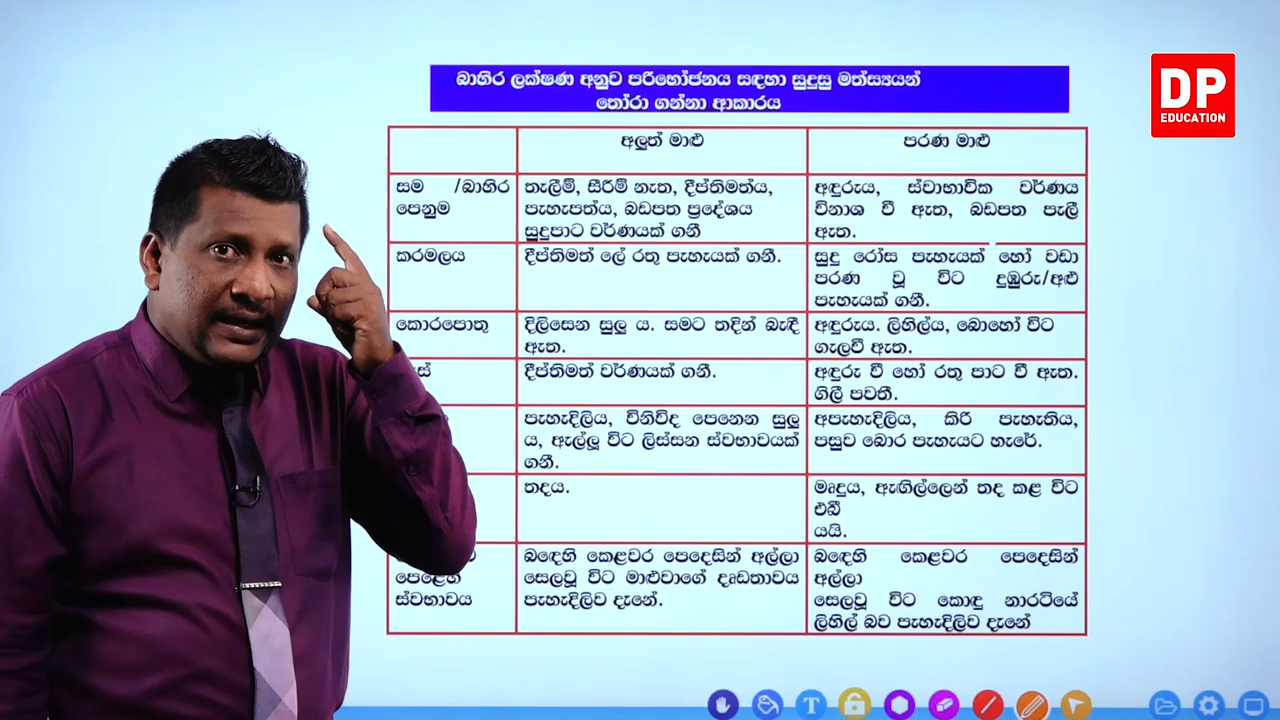 DP
EDUCATION
බාහිර ලක්ෂණ අනුව පරිභෝජනය සඳහා සුදුසු මත්ස්‍යයන්
තෝරා ගන්නා ආකාරය
අලුත් මාළු
පරණ මාළු
සම /බාහිර
පෙනුම
තැලීම්, සීරීම් නැත, දීප්තිමත්ය,
පැහැපත්ය, බඩපත ප්‍රදේශය
සුදුපාට වර්ණයක් ගනී
අඳුරුය, ස්වාභාවික වර්ණය
විනාශ වී ඇත, බඩපත පැලී
ඇත.
කරමලය
දීප්තිමත් ලේ රතු පැහැයක් ගනී.
සුදු රෝස පැහැයක් හෝ වඩා
පරණ වූ විට දුඹුරු/අළු
පැහැයක් ගනී.
කොරපොතු
දිලිසෙන සුලු ය. සමට තදින් බැඳී
ඇත.
අඳුරුය. ලිහිල්ය, බොහෝ විට
ගැලවී ඇත.
දීප්තිමත් වර්ණයක් ගනී.
අඳුරු වී හෝ රතු පාට වී ඇත.
ගිලී පවතී.
පැහැදිලිය, විනිවිද පෙනෙන සුලු
ය, ඇල්ලූ විට ලිස්සන ස්වභාවයක්
ගනී.
අපැහැදිලිය, කිරි පැහැතිය,
පසුව බොර පැහැයට හැරේ.
තදය.
මෘදුය, ඇඟිල්ලෙන් තද කළ විට
එබී
යයි.
පෙළෙහි
ස්වභාවය
බඳෙහි කෙළවර පෙදෙසින් අල්ලා
සෙලවූ විට මාළුවාගේ දෘඩතාවය
පැහැදිලිව දැනේ.
බඳෙහි කෙළවර පෙදෙසින්
අල්ලා
සෙලවූ විට කොඳු නාරටියේ
ලිහිල් බව පැහැදිලිව දැනේ